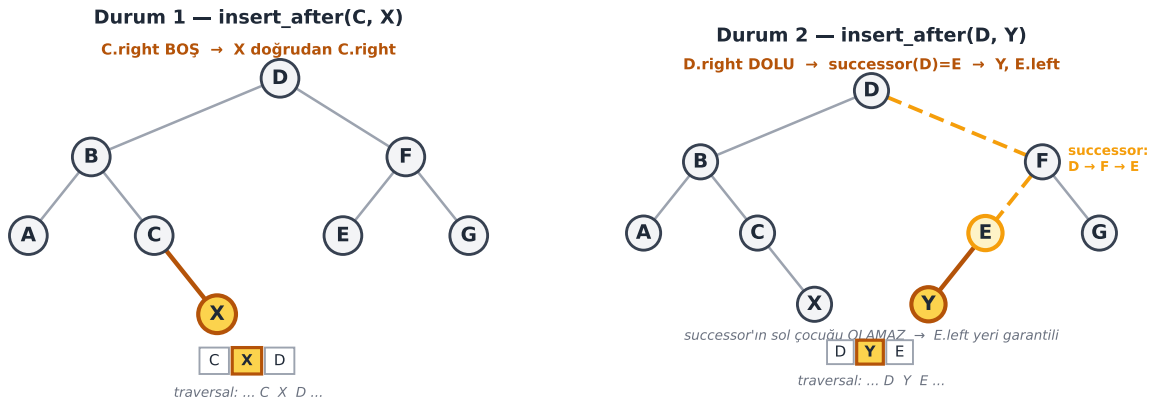 Durum 1 — insert_after(C, X)
C.right BOŞ → X doğrudan C.right
D
B
F
A
C
E
G
X
C X D
traversal: ... C X D ...
Durum 2 — insert_after(D, Y)
D.right DOLU → successor(D)=E → Y, E.left
D
B
F
successor:
D → F → E
A
C
E
G
X
Y
successor'ın sol çocuğu OLAMAZ → E.left yeri garantili
D Y E
traversal: ... D Y E ...